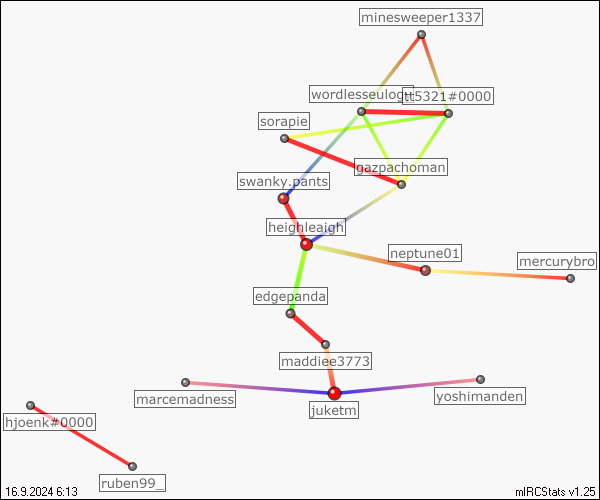 minesweeper1337
tt5321#0000
sorapie
gazpachoman
swanky.pants
heighleaigh
neptune01
mercurybro
edgepanda
maddiee3773
marcemadness
yoshimanden
juketm
hjoenk#0000
ruben99_
16.9.2024 6:13
mIRCStats v1.25